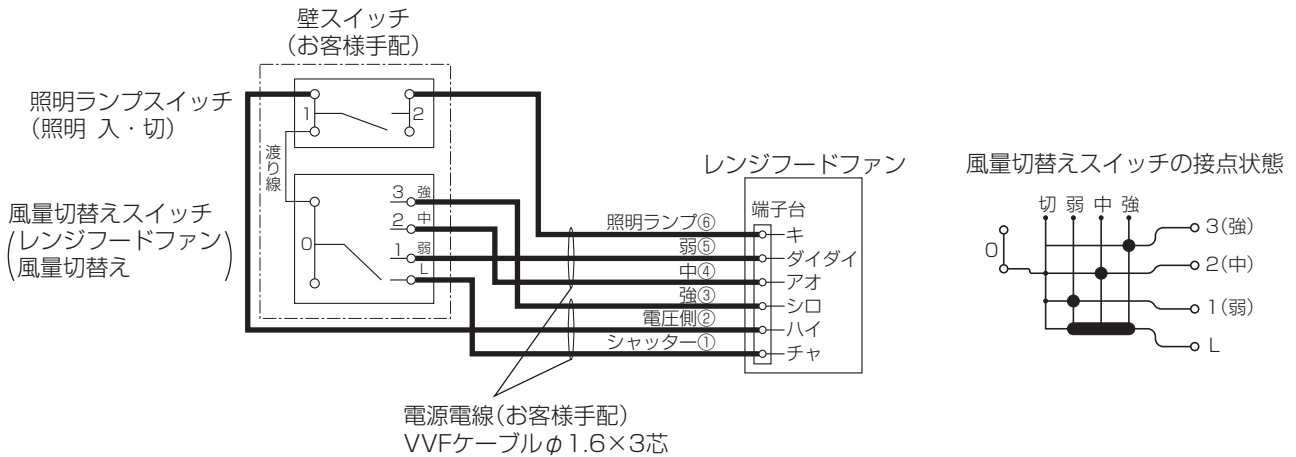 壁スイッチ
(お客様手配)
照明ランプスイッチ
(照明 入・切)
1
2
渡り線
風量切替えスイッチ
(レンジフードファン
風量切替え)
0
3 強
2 中
1 弱
L
レンジフードファン
端子台
照明ランプ⑥
キ
弱⑤
ダイダイ
中④
アオ
強③
シロ
電圧側②
ハイ
シャッター①
チャ
電源電線(お客様手配)
VVFケーブルφ1.6×3芯
風量切替えスイッチの接点状態
切 弱 中 強
0
3(強)
2(中)
1(弱)
L